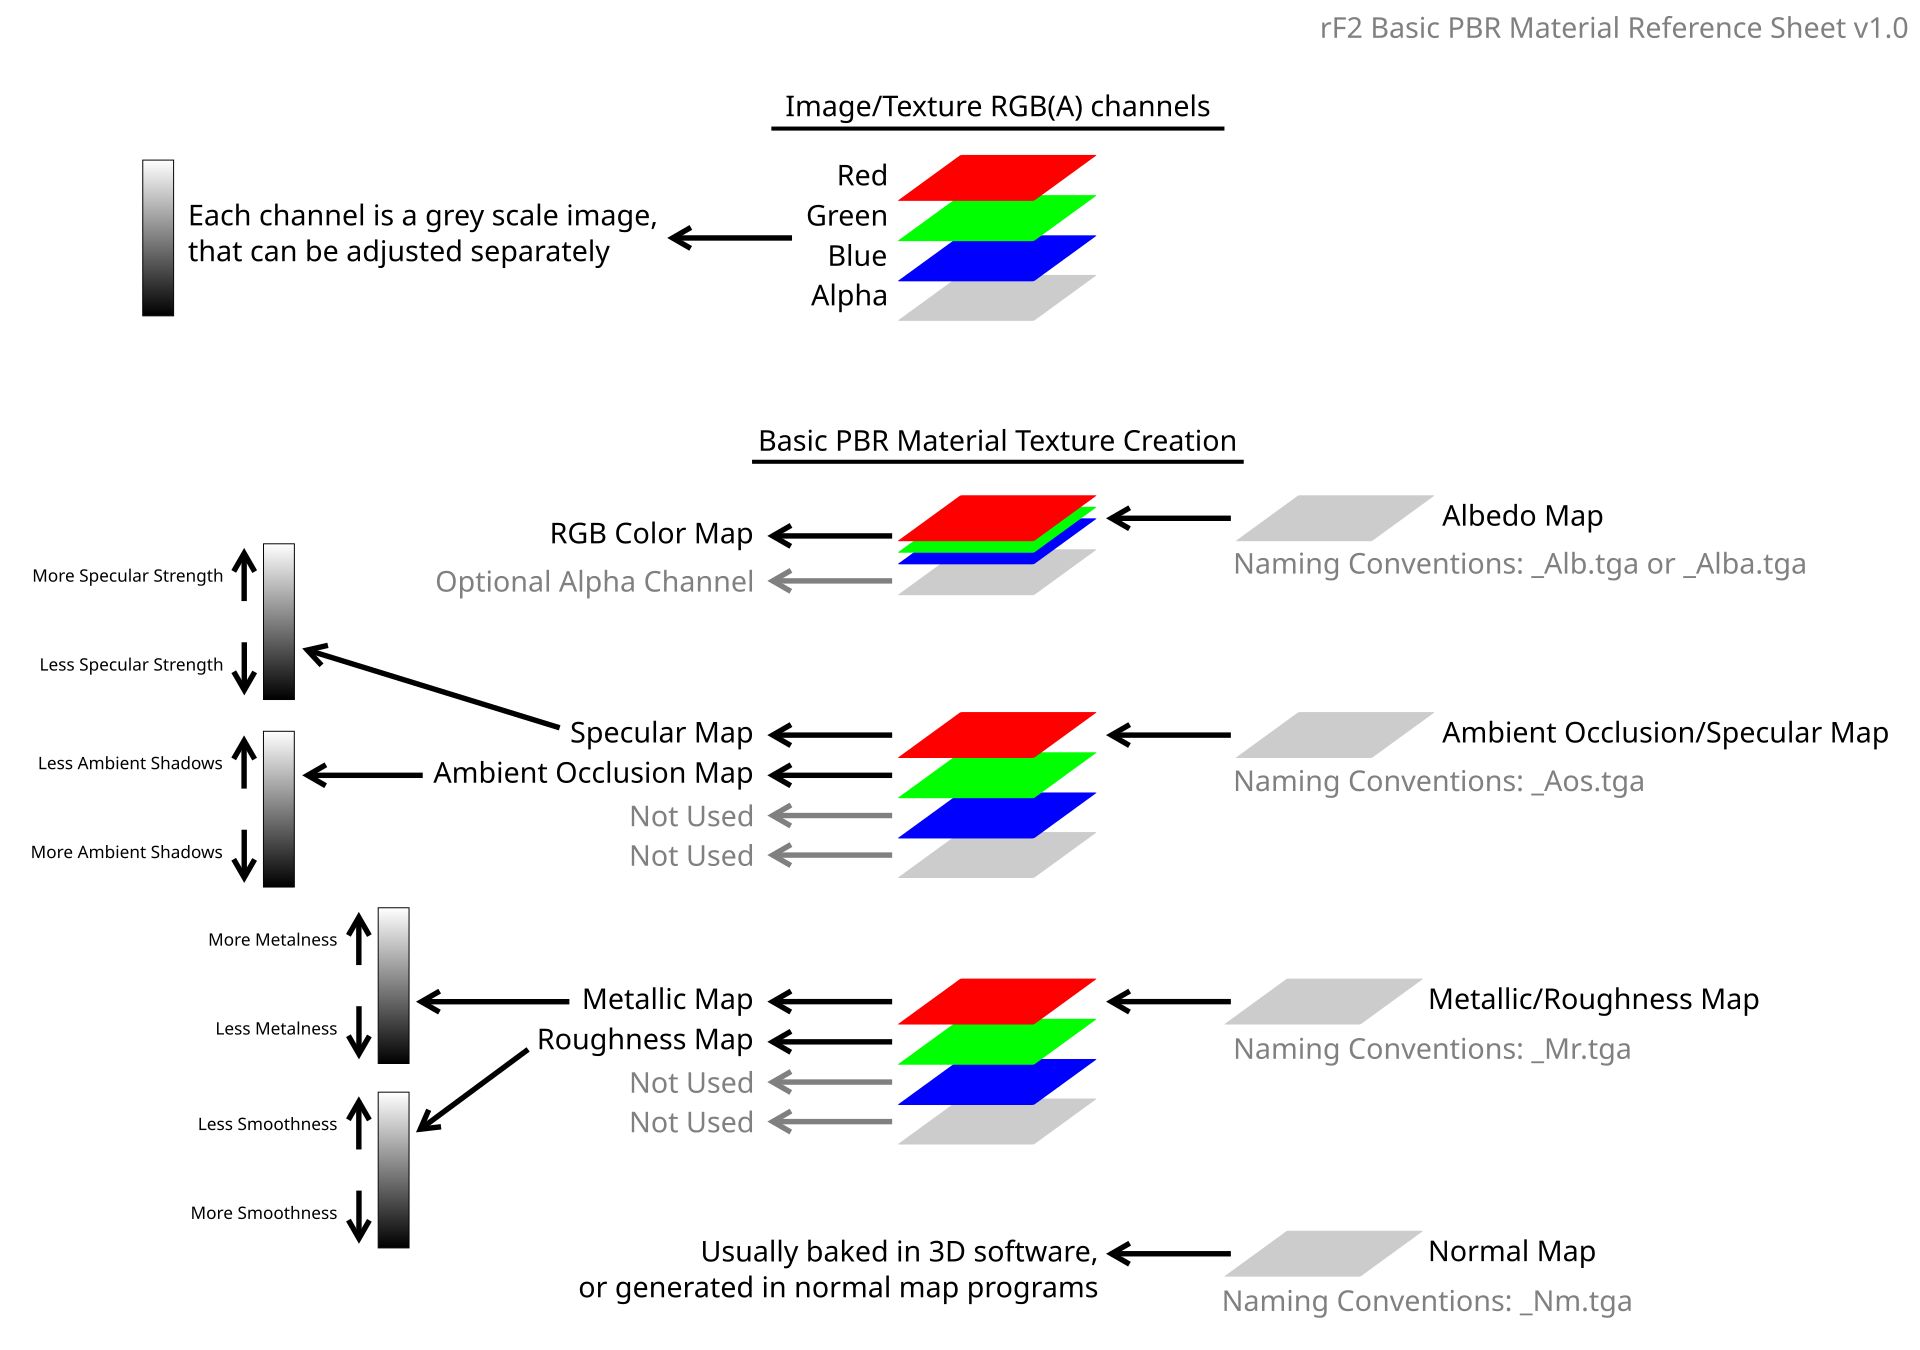 rF2 Basic PBR Material Reference Sheet v1.0
Image/Texture RGB(A) channels
Red
Green
Blue
Alpha
Each channel is a grey scale image,
that can be adjusted separately
Basic PBR Material Texture Creation
RGB Color Map
Optional Alpha Channel
Albedo Map
Naming Conventions: _Alb.tga or _Alba.tga
More Specular Strength
Less Specular Strength
Less Ambient Shadows
More Ambient Shadows
Specular Map
Ambient Occlusion Map
Not Used
Not Used
Ambient Occlusion/Specular Map
Naming Conventions: _Aos.tga
More Metalness
Less Metalness
Less Smoothness
More Smoothness
Metallic Map
Roughness Map
Not Used
Not Used
Metallic/Roughness Map
Naming Conventions: _Mr.tga
Usually baked in 3D software,
or generated in normal map programs
Normal Map
Naming Conventions: _Nm.tga